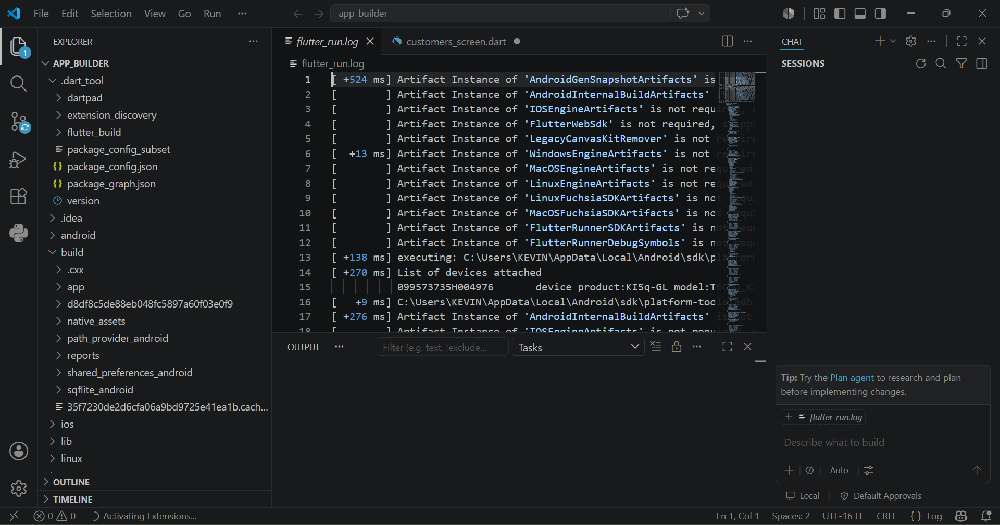 File Edit Selection View Go Run ··· app_builder
EXPLORER ···
APP_BUILDER
.dart_tool
dartpad
extension_discovery
flutter_build
package_config_subset
{} package_config.json
{} package_graph.json
version
.idea
android
build
.cxx
app
d8df8c5de88eb048fc5897a60f03e0f9
native_assets
path_provider_android
reports
shared_preferences_android
sqflite_android
35f7230de2d6cfa06a9bd9725e41ea1b.cach...
ios
lib
linux
OUTLINE
TIMELINE
1
flutter_run.log customers_screen.dart
flutter_run.log
1 [ +524 ms] Artifact Instance of 'AndroidGenSnapshotArtifacts' is
2 [ ] Artifact Instance of 'AndroidInternalBuildArtifacts'
3 [ ] Artifact Instance of 'IOSEngineArtifacts' is not requ
4 [ ] Artifact Instance of 'FlutterWebSdk' is not required,
5 [ ] Artifact Instance of 'LegacyCanvasKitRemover' is not
6 [ +13 ms] Artifact Instance of 'WindowsEngineArtifacts' is not
7 [ ] Artifact Instance of 'MacOSEngineArtifacts' is not re
8 [ ] Artifact Instance of 'LinuxEngineArtifacts' is not re
9 [ ] Artifact Instance of 'LinuxFuchsiaSDKArtifacts' is no
10 [ ] Artifact Instance of 'MacOSFuchsiaSDKArtifacts' is no
11 [ ] Artifact Instance of 'FlutterRunnerSDKArtifacts' is n
12 [ ] Artifact Instance of 'FlutterRunnerDebugSymbols' is n
13 [ +138 ms] executing: C:\Users\KEVIN\AppData\Local\Android\sdk\p
14 [ +270 ms] List of devices attached
15 099573735H004976 device product:KI5q-GL model:T
16 [ +9 ms] C:\Users\KEVIN\AppData\Local\Android\sdk\platform-too
17 [ +276 ms] Artifact Instance of 'AndroidInternalBuildArtifacts'
18 [ ] Artifact Instance of 'IOSEngineArtifacts' is not requ
OUTPUT ··· Filter (e.g. text, !exclude... Tasks
CHAT
SESSIONS
Tip: Try the Plan agent to research and plan
before implementing changes.
flutter_run.log
Describe what to build
Auto
Local Default Approvals
0 0 Activating Extensions... Ln 1, Col 1 Spaces: 2 UTF-16 LE CRLF {} Log